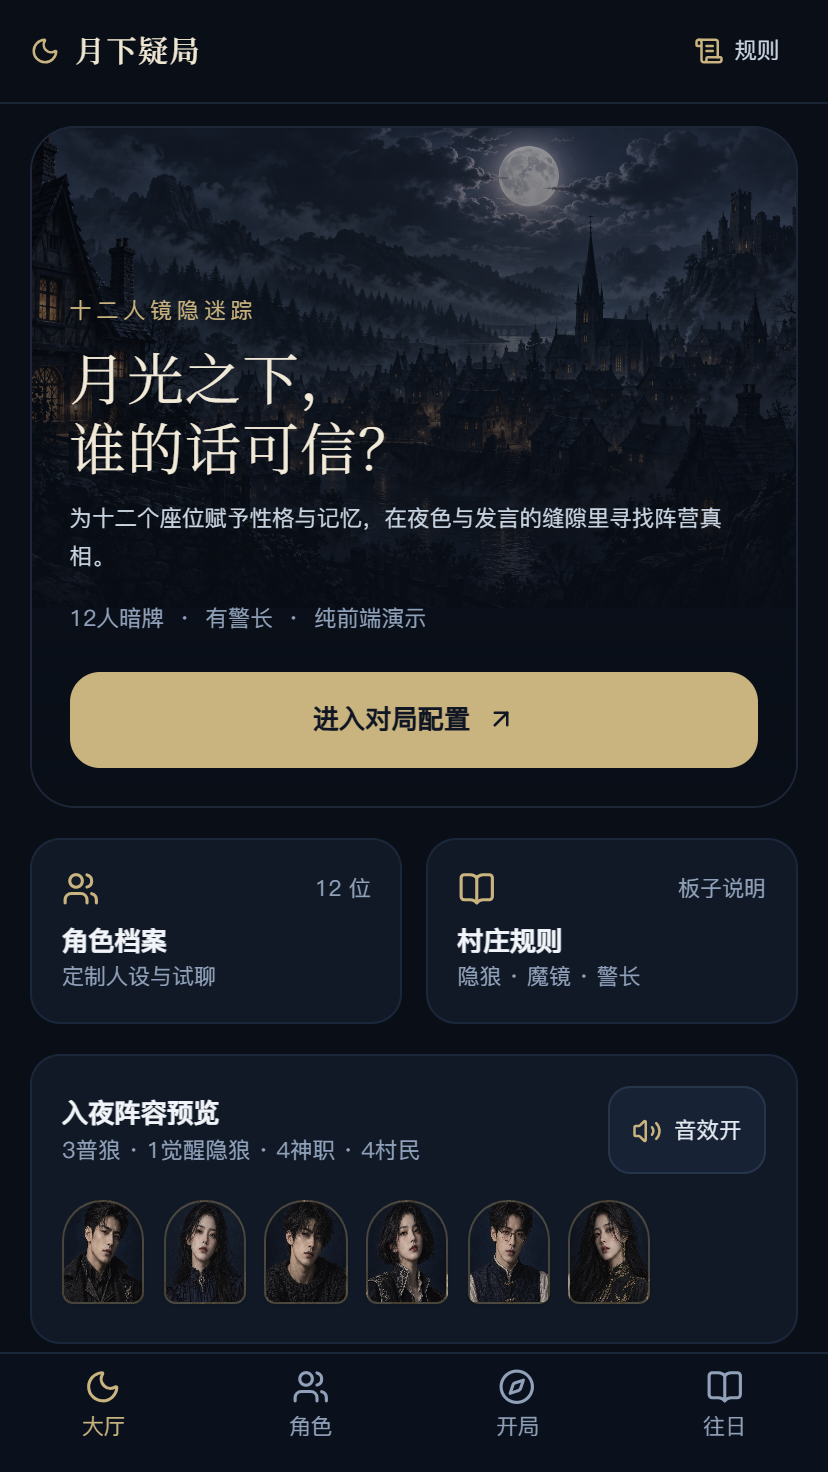 月下疑局
规则
十二人镜隐迷踪
月光之下，
谁的话可信？
为十二个座位赋予性格与记忆，在夜色与发言的缝隙里寻找阵营真
相。
12人暗牌 · 有警长 · 纯前端演示
进入对局配置
12 位
角色档案
定制人设与试聊
板子说明
村庄规则
隐狼 · 魔镜 · 警长
入夜阵容预览
3普狼 · 1觉醒隐狼 · 4神职 · 4村民
音效开
大厅
角色
开局
往日